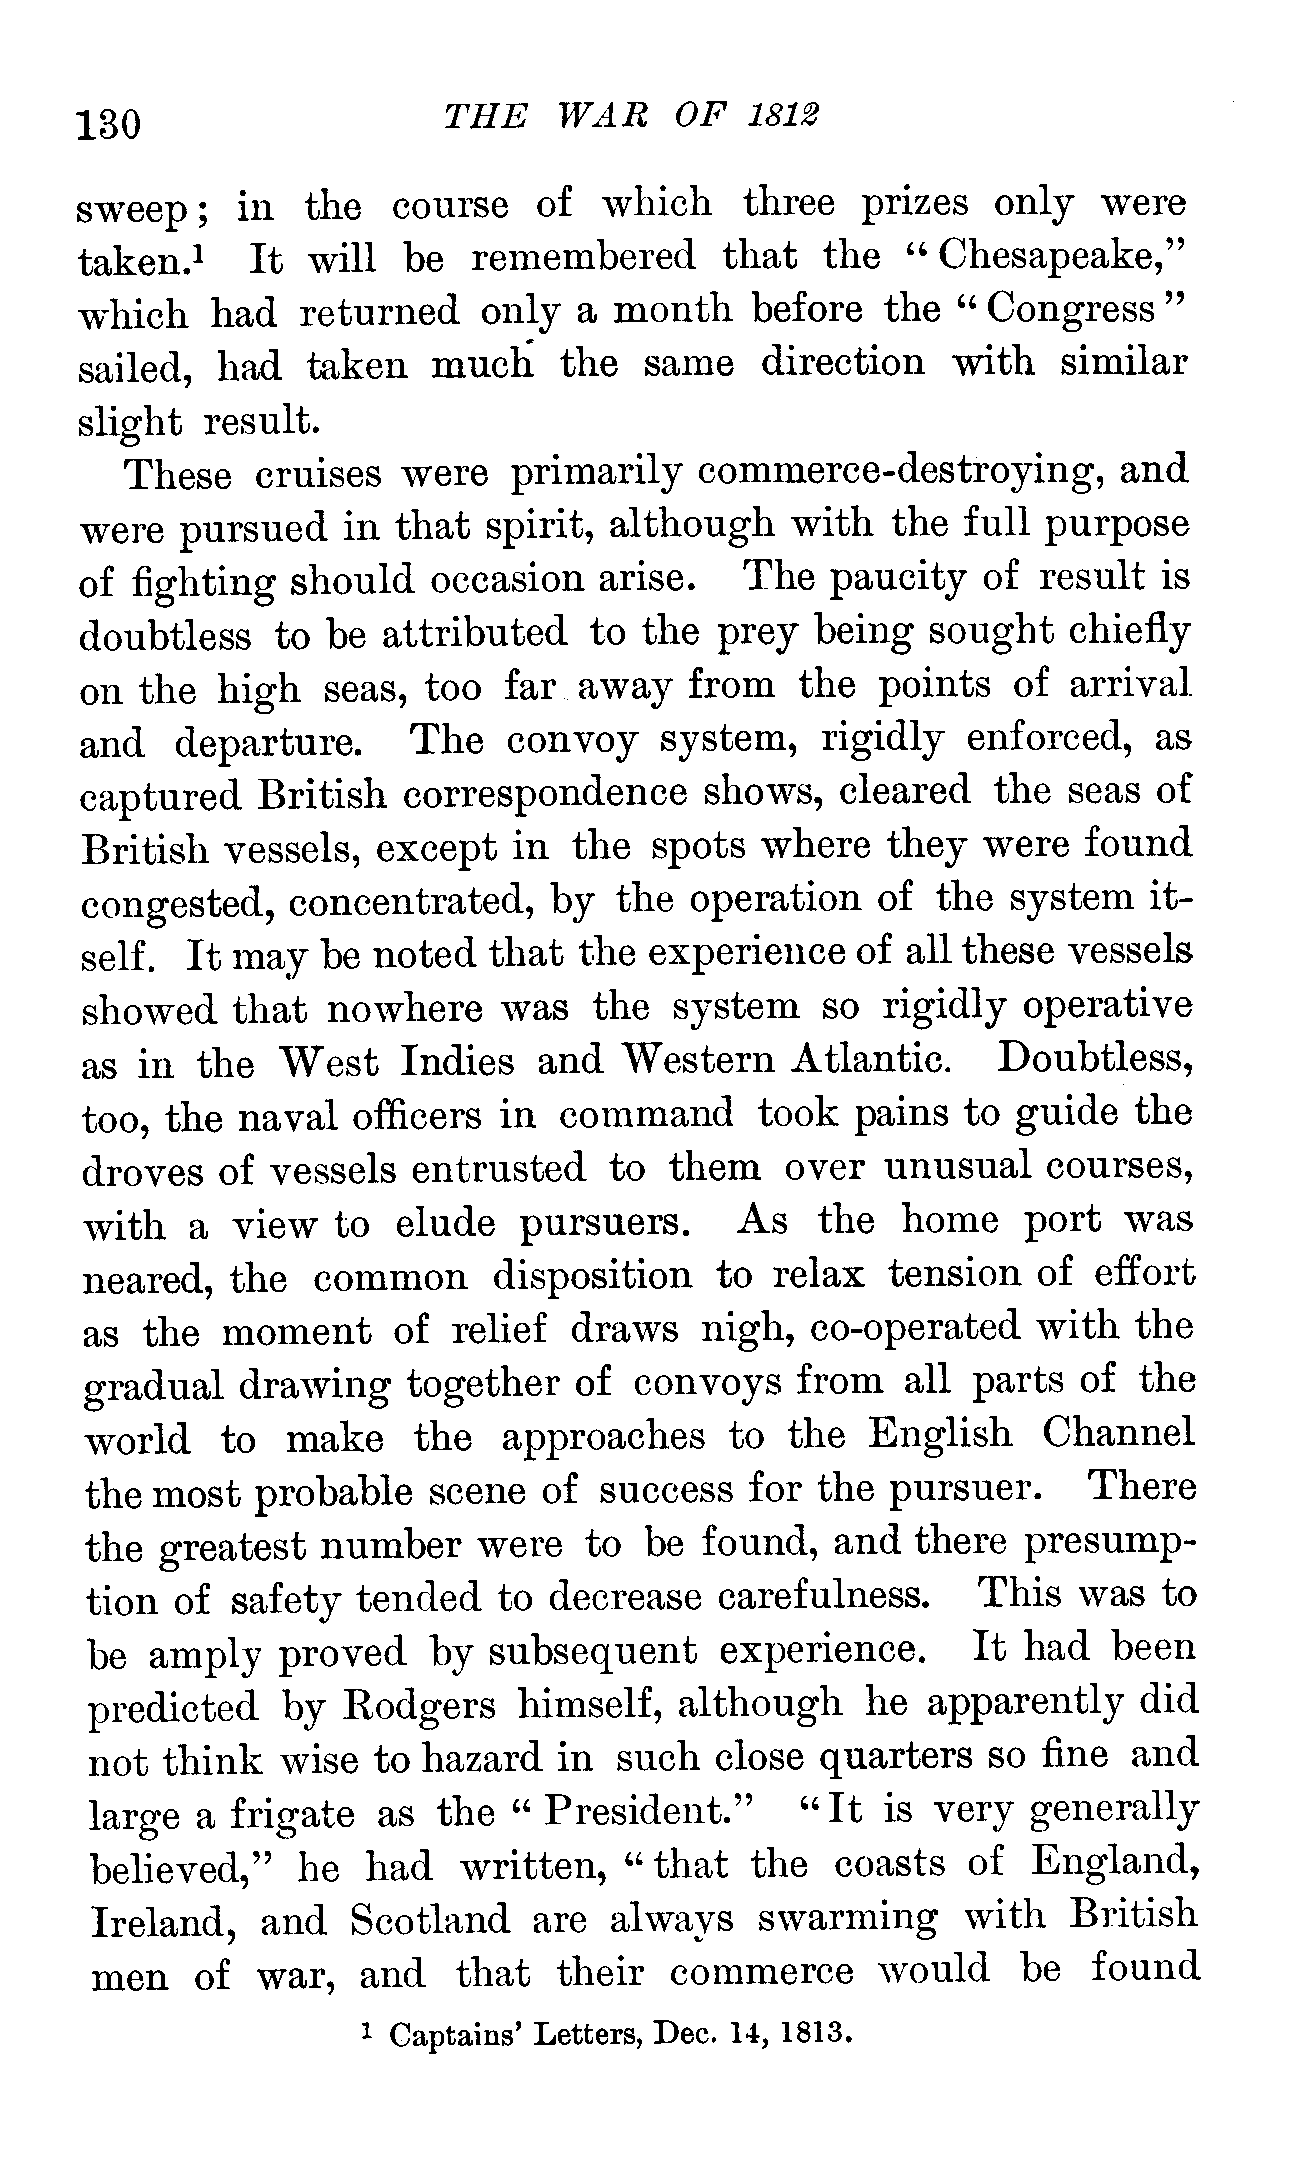 130 THE WAR OF 1812
sweep; in the course of which three prizes only were
taken.¹ It will be remembered that the “Chesapeake,”
which had returned only a month before the “Congress”
sailed, had taken much the same direction with similar
slight result.
These cruises were primarily commerce-destroying, and
were pursued in that spirit, although with the full purpose
of fighting should occasion arise. The paucity of result is
doubtless to be attributed to the prey being sought chiefly
on the high seas, too far away from the points of arrival
and departure. The convoy system, rigidly enforced, as
captured British correspondence shows, cleared the seas of
British vessels, except in the spots where they were found
congested, concentrated, by the operation of the system it-
self. It may be noted that the experience of all these vessels
showed that nowhere was the system so rigidly operative
as in the West Indies and Western Atlantic. Doubtless,
too, the naval officers in command took pains to guide the
droves of vessels entrusted to them over unusual courses,
with a view to elude pursuers. As the home port was
neared, the common disposition to relax tension of effort
as the moment of relief draws nigh, co-operated with the
gradual drawing together of convoys from all parts of the
world to make the approaches to the English Channel
the most probable scene of success for the pursuer. There
the greatest number were to be found, and there presump-
tion of safety tended to decrease carefulness. This was to
be amply proved by subsequent experience. It had been
predicted by Rodgers himself, although he apparently did
not think wise to hazard in such close quarters so fine and
large a frigate as the “President.” “It is very generally
believed,” he had written, “that the coasts of England,
Ireland, and Scotland are always swarming with British
men of war, and that their commerce would be found
¹ Captains’ Letters, Dec. 14, 1813.